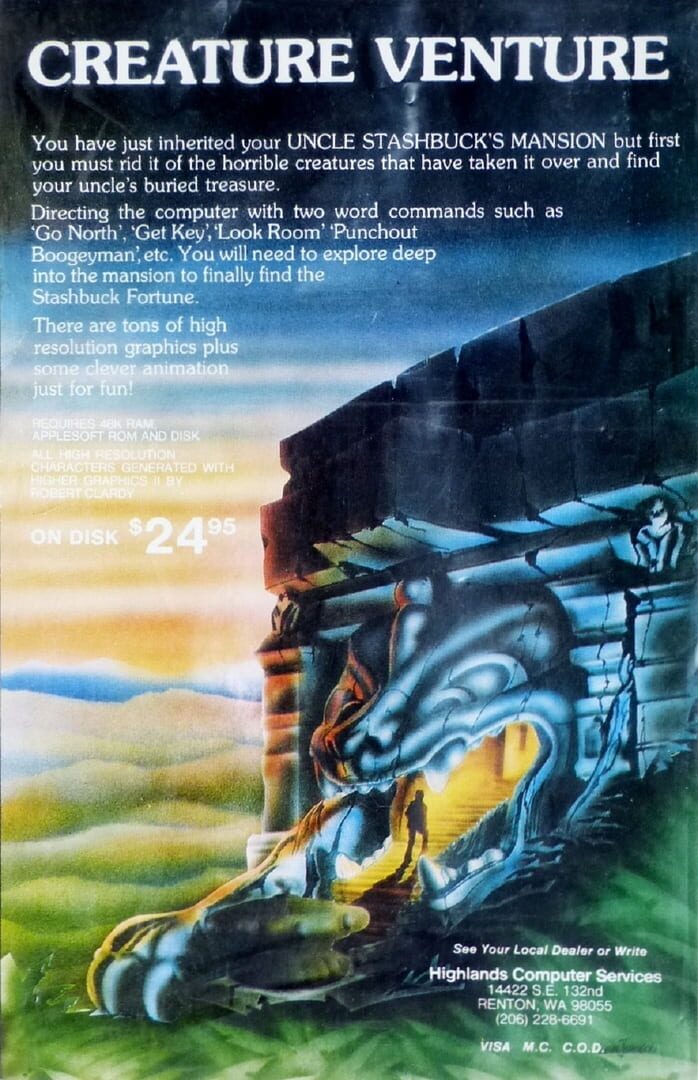 CREATURE VENTURE
You have just inherited your UNCLE STASHBUCK'S MANSION but first
you must rid it of the horrible creatures that have taken it over and find
your uncle's buried treasure.
Directing the computer with two word commands such as
'Go North', 'Get Key', 'Look Room' 'Punchout
Boogeyman', etc. You will need to explore deep
into the mansion to finally find the
Stashbuck Fortune.
There are tons of high
resolution graphics plus
some clever animation
just for fun!
REQUIRES 48K RAM,
APPLESOFT ROM AND DISK
ALL HIGH RESOLUTION
CHARACTERS GENERATED WITH
HIGHER GRAPHICS II BY
ROBERT CLARDY
ON DISK $24.95
See Your Local Dealer or Write
Highlands Computer Services
14422 S.E. 132nd
RENTON, WA 98055
(206) 228-6691
VISA M.C. C.O.D.